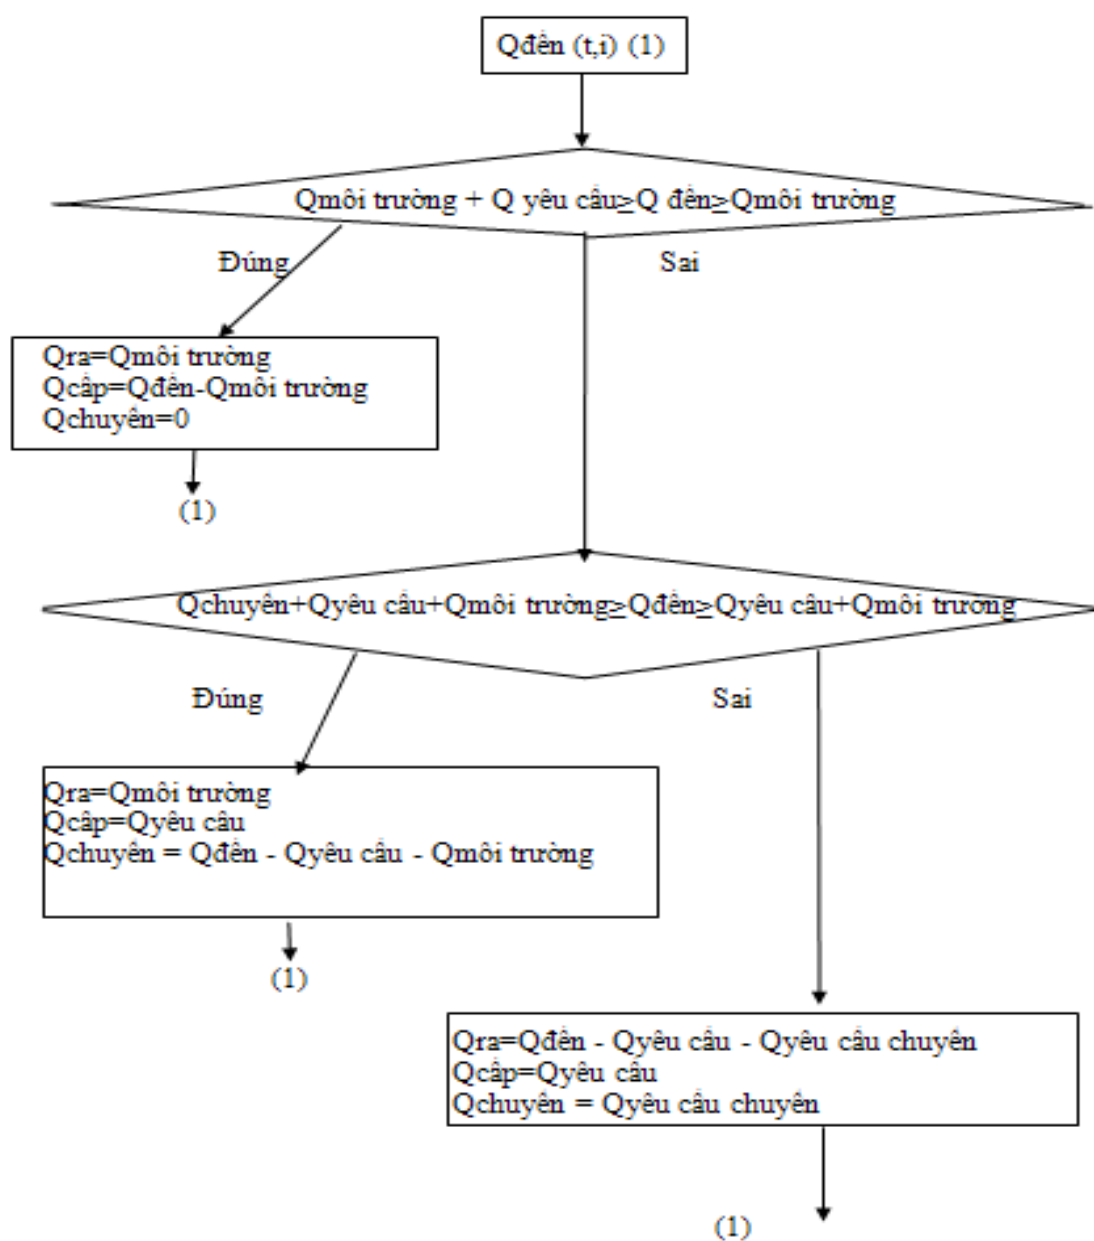 Qđến (t,i) (1)
Qmôi trường + Q yêu cầu≥Q đến≥Qmôi trường
Đúng
Sai
Qra=Qmôi trường
Qcấp=Qđến-Qmôi trường
Qchuyển=0
(1)
Qchuyển+Qyêu cầu+Qmôi trường≥Qđến≥Qyêu cầu+Qmôi trường
Đúng
Sai
Qra=Qmôi trường
Qcấp=Qyêu cầu
Qchuyển = Qđến - Qyêu cầu - Qmôi trường
(1)
Qra=Qđến - Qyêu cầu - Qyêu cầu chuyển
Qcấp=Qyêu cầu
Qchuyển = Qyêu cầu chuyển
(1)